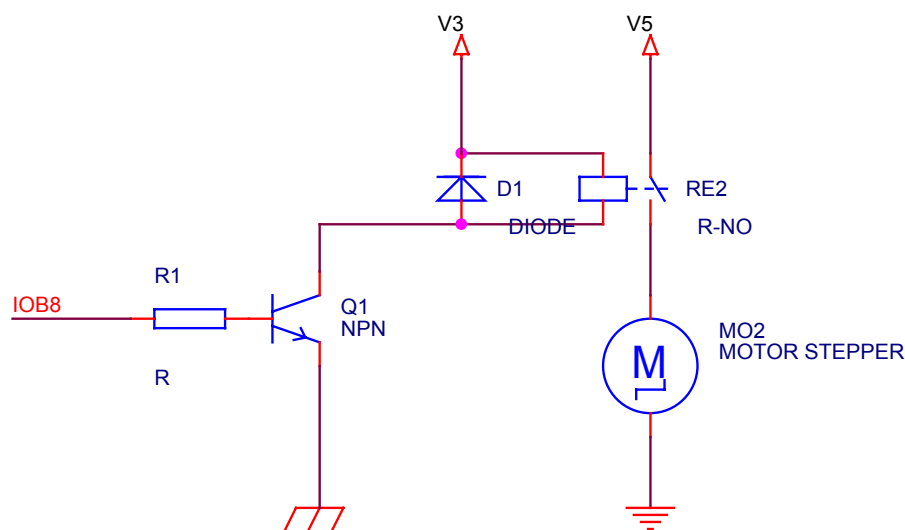 V3
V5
D1
RE2
DIODE
R-NO
R1
IOB8
Q1
NPN
R
MO2
MOTOR STEPPER
M